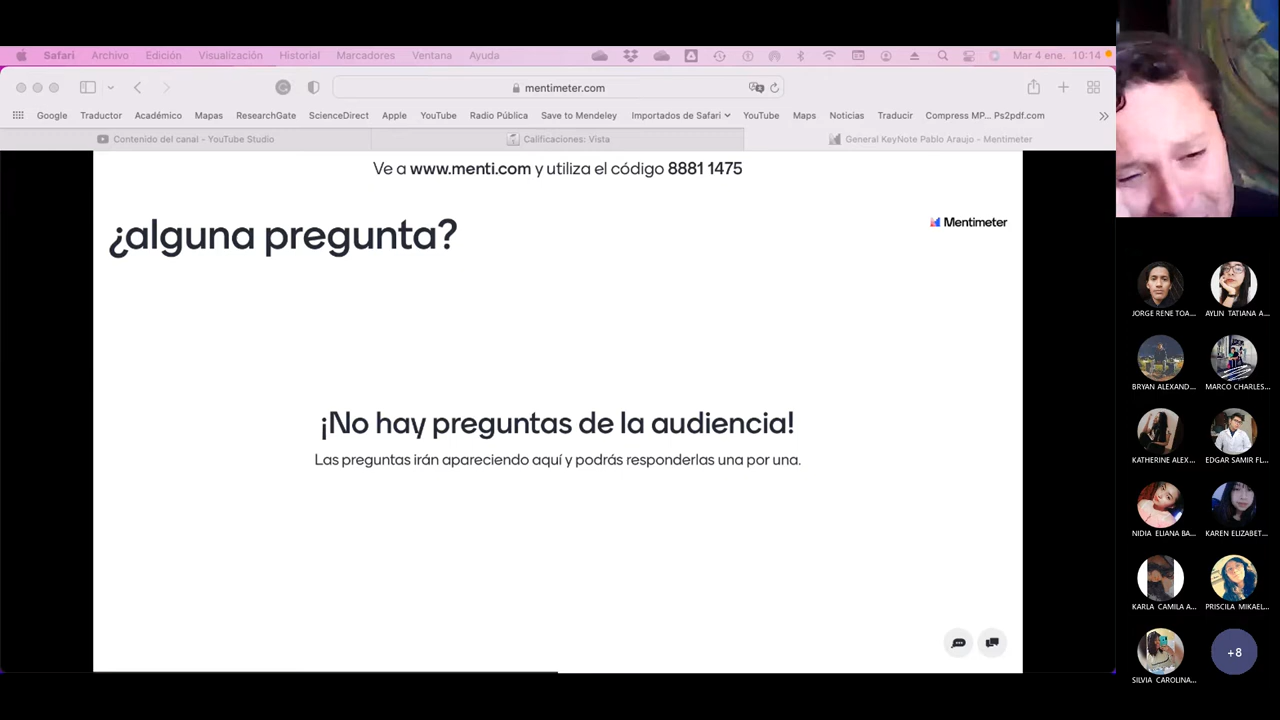 Safari Archivo Edición Visualización Historial Marcadores Ventana Ayuda Mar 4 ene. 10:14
mentimeter.com
Google Traductor Académico Mapas ResearchGate ScienceDirect Apple YouTube Radio Pública Save to Mendeley Importados de Safari YouTube Maps Noticias Traducir Compress MP... Ps2pdf.com
Contenido del canal - YouTube Studio Calificaciones: Vista General KeyNote Pablo Araujo - Mentimeter
Ve a www.menti.com y utiliza el código 8881 1475
¿alguna pregunta?
Mentimeter
¡No hay preguntas de la audiencia!
Las preguntas irán apareciendo aquí y podrás responderlas una por una.
JORGE RENE TOA... AYLIN TATIANA A...
BRYAN ALEXAND... MARCO CHARLES...
KATHERINE ALEX... EDGAR SAMIR FL...
NIDIA ELIANA BA... KAREN ELIZABET...
KARLA CAMILA A... PRISCILA MIKAEL...
SILVIA CAROLINA... +8